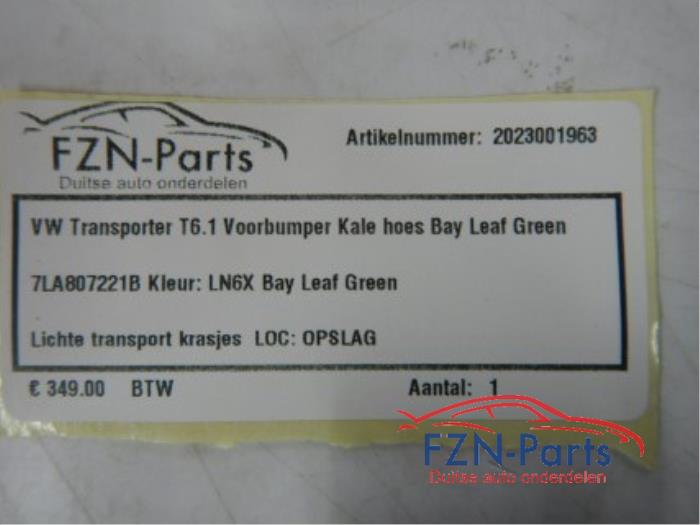 Artikelnummer: 2023001963
FZN-Parts
Duitse auto onderdelen
VW Transporter T6.1 Voorbumper Kale hoes Bay Leaf Green
7LA807221B Kleur: LN6X Bay Leaf Green
Lichte transport krasjes LOC: OPSLAG
€ 349.00 BTW Aantal: 1
FZN-Parts
Duitse auto onderdelen